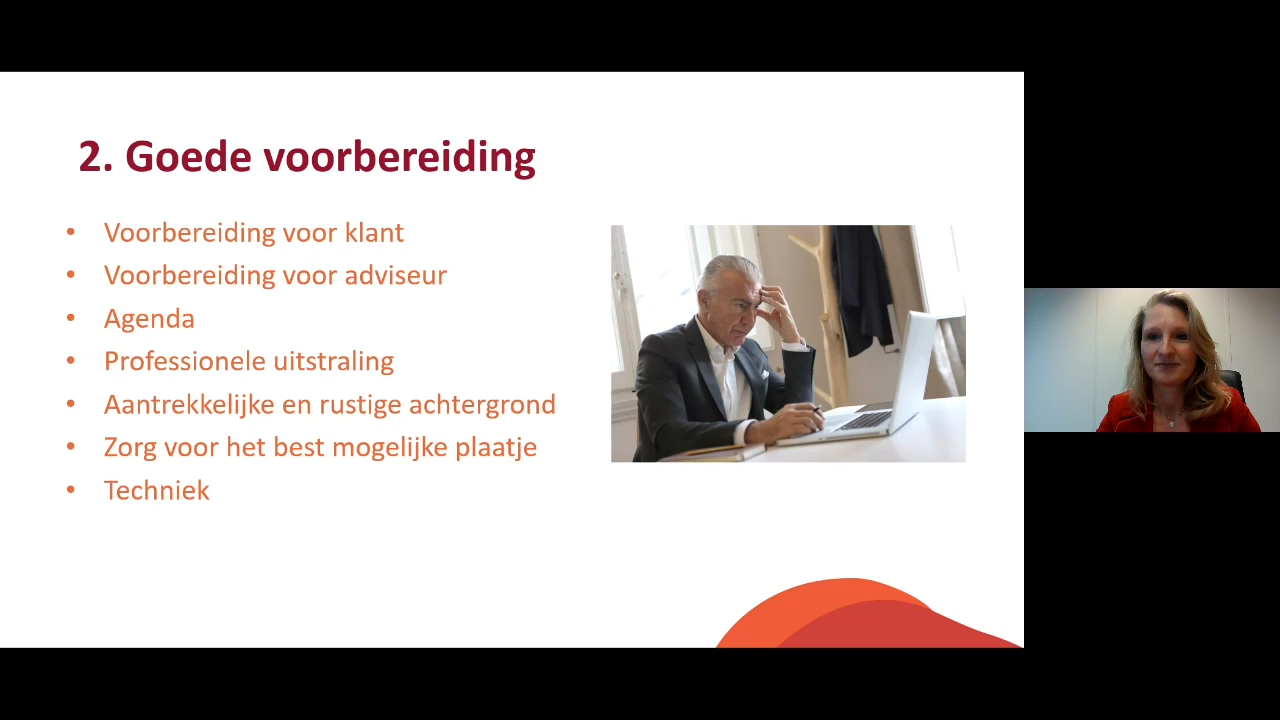 2. Goede voorbereiding
• Voorbereiding voor klant
• Voorbereiding voor adviseur
• Agenda
• Professionele uitstraling
• Aantrekkelijke en rustige achtergrond
• Zorg voor het best mogelijke plaatje
• Techniek